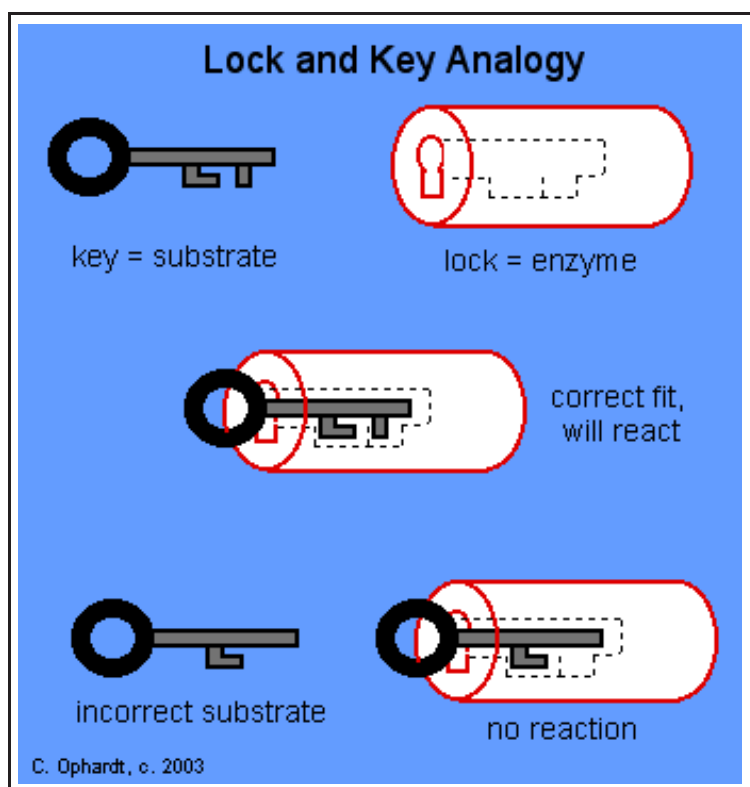 Lock and Key Analogy
key = substrate
lock = enzyme
correct fit,
will react
incorrect substrate
no reaction
C. Ophardt, c. 2003